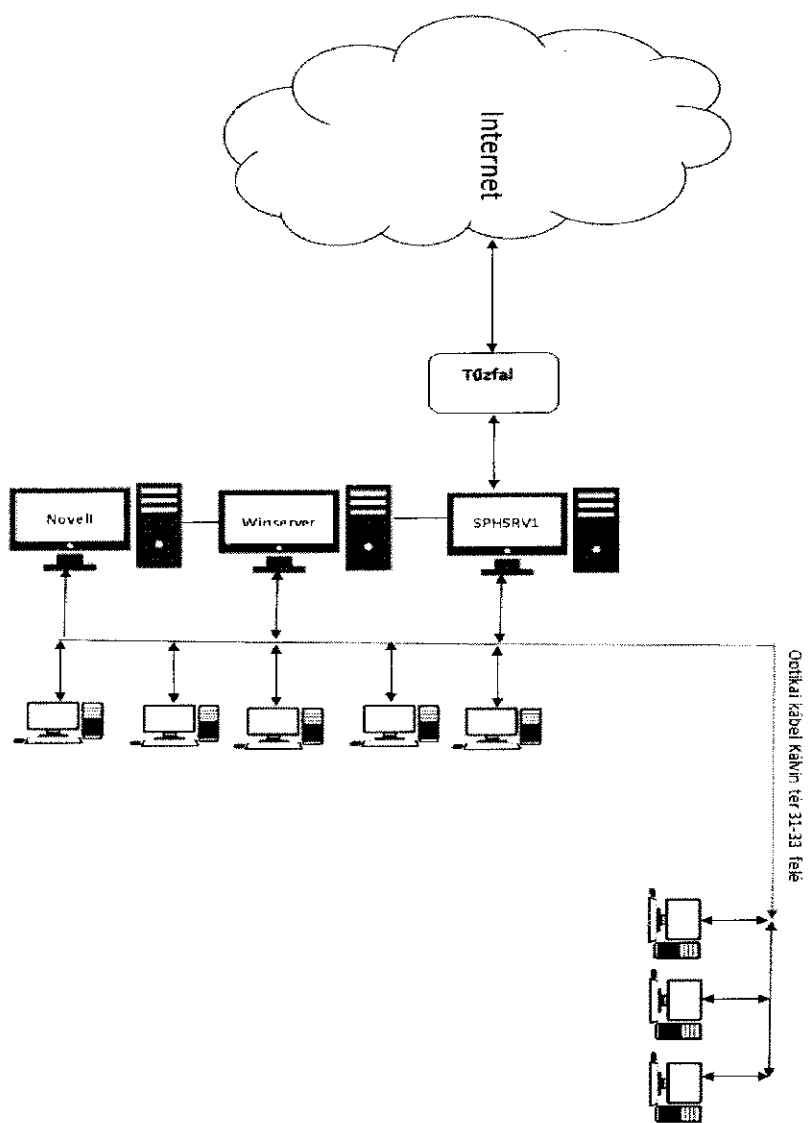 Internet
Tűzfal
Novell
Winserver
SPHSRV1
Optikai kábel Kálvin tér 31-33 felé